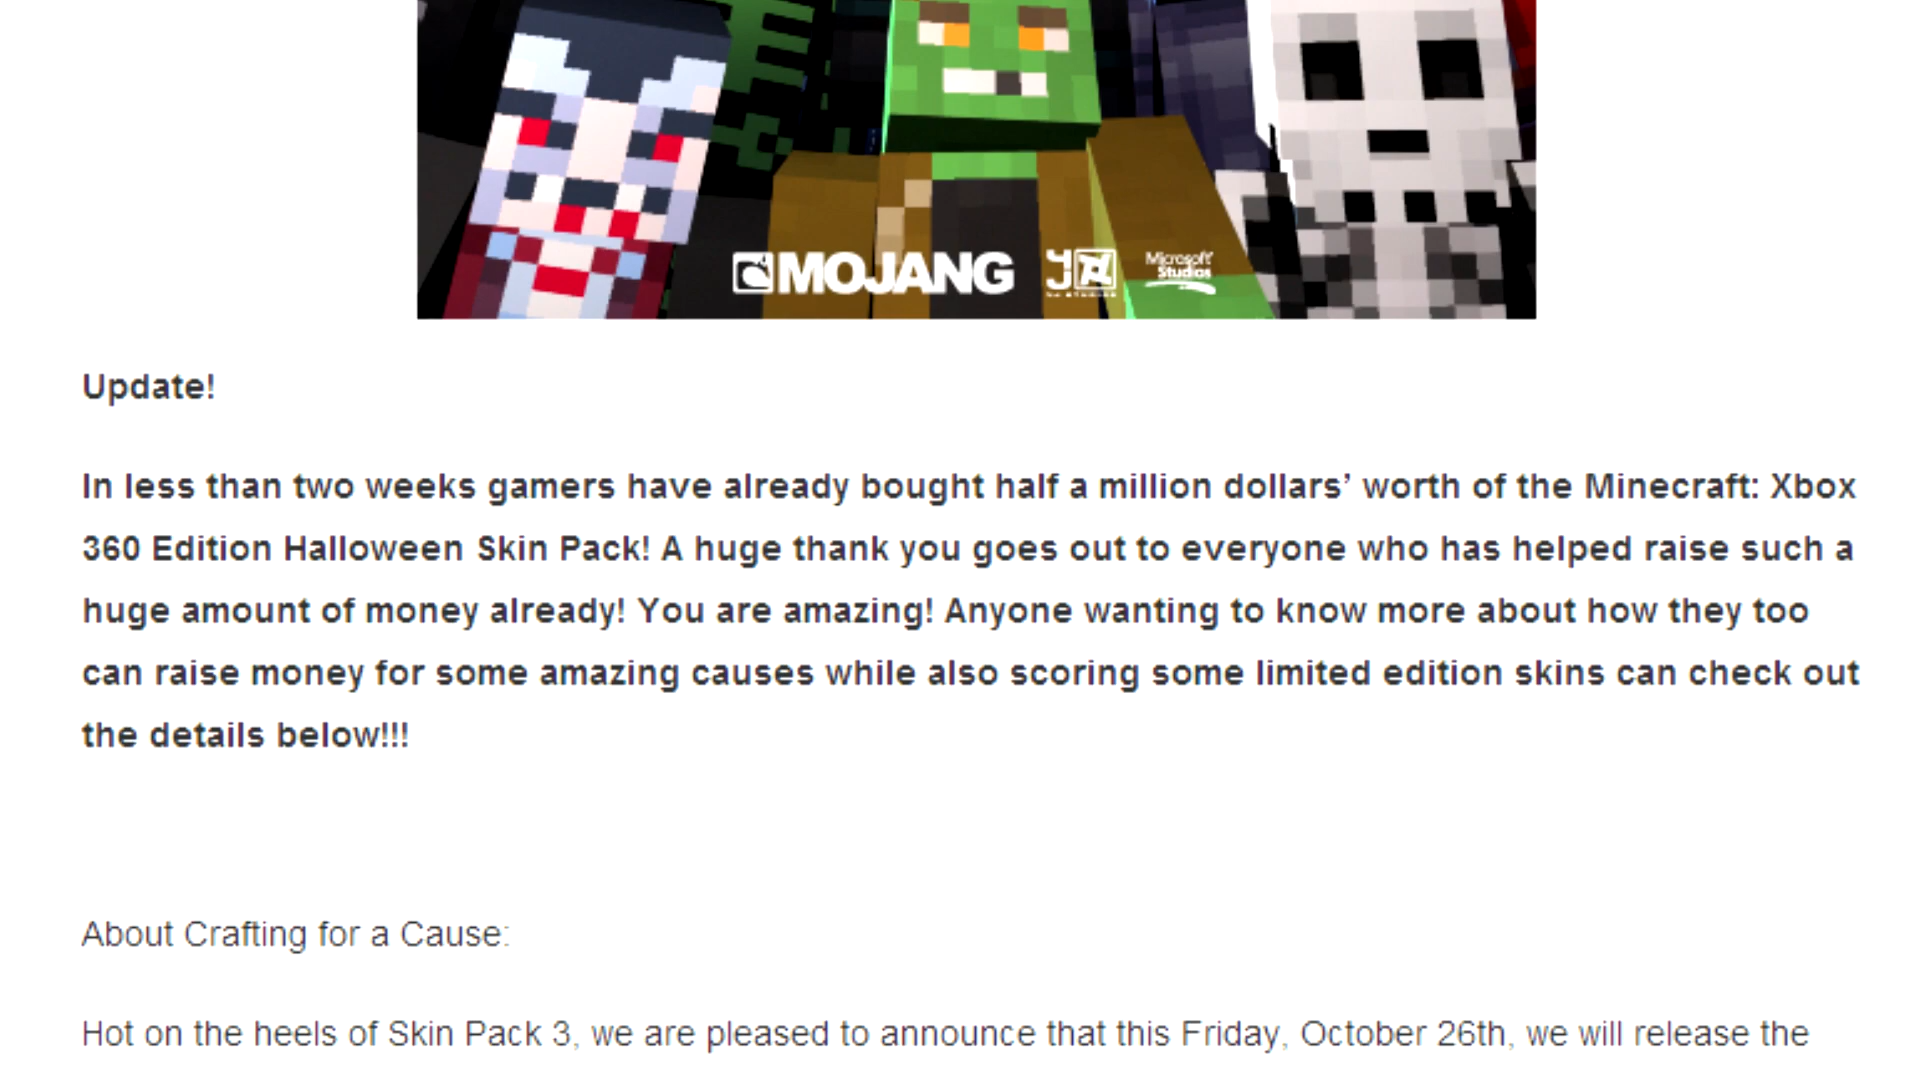 MOJANG
4J STUDIOS
Microsoft
Studios
Update!
In less than two weeks gamers have already bought half a million dollars’ worth of the Minecraft: Xbox
360 Edition Halloween Skin Pack! A huge thank you goes out to everyone who has helped raise such a
huge amount of money already! You are amazing! Anyone wanting to know more about how they too
can raise money for some amazing causes while also scoring some limited edition skins can check out
the details below!!!
About Crafting for a Cause:
Hot on the heels of Skin Pack 3, we are pleased to announce that this Friday, October 26th, we will release the